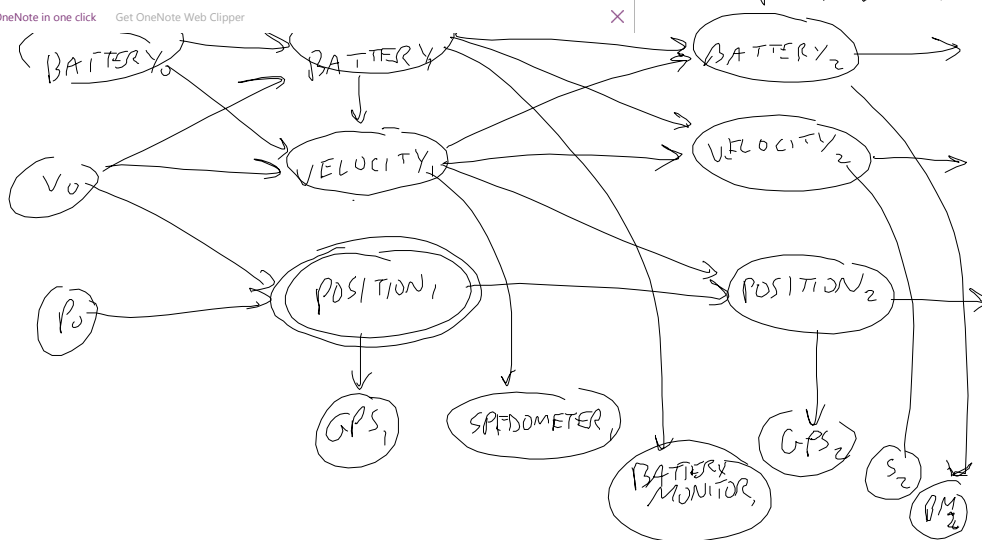 OneNote in one click Get OneNote Web Clipper
BATTERY₀
BATTERY₁
BATTERY₂
V₀
VELOCITY₁
VELOCITY₂
P₀
POSITION₁
POSITION₂
GPS₁
SPEDOMETER₁
BATTERY
MONITOR₁
GPS₂
S₂
BM₂